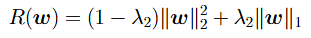 R(𝒘) = (1 − λ₂)‖𝒘‖₂² + λ₂‖𝒘‖₁